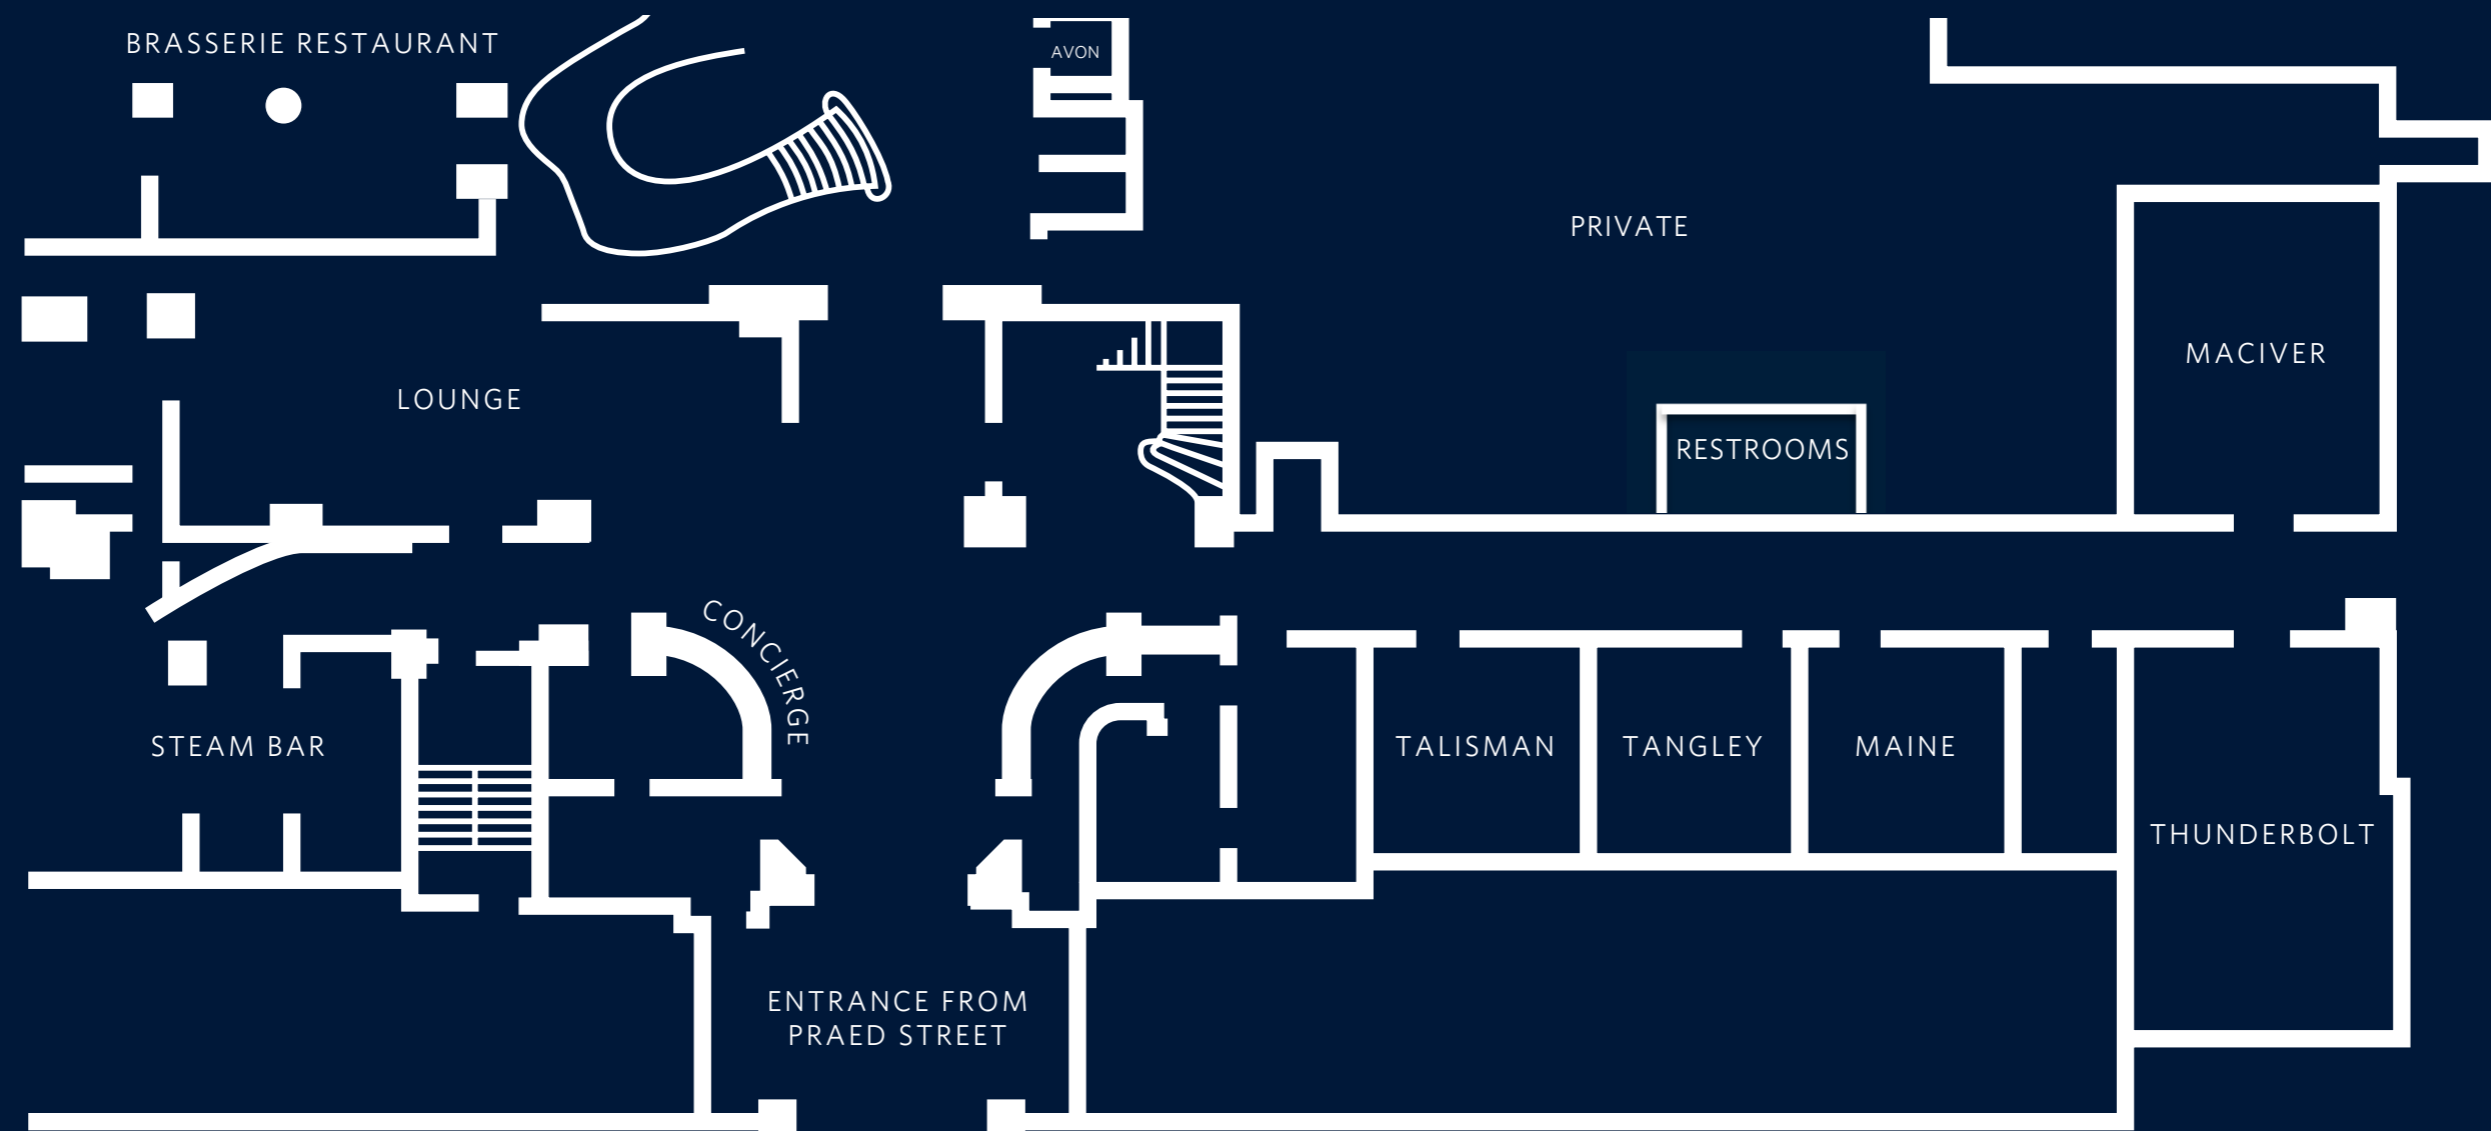 BRASSERIE RESTAURANT
AVON
PRIVATE
MACIVER
LOUNGE
RESTROOMS
CONCIERGE
STEAM BAR
TALISMAN
TANGLEY
MAINE
THUNDERBOLT
ENTRANCE FROM
PRAED STREET